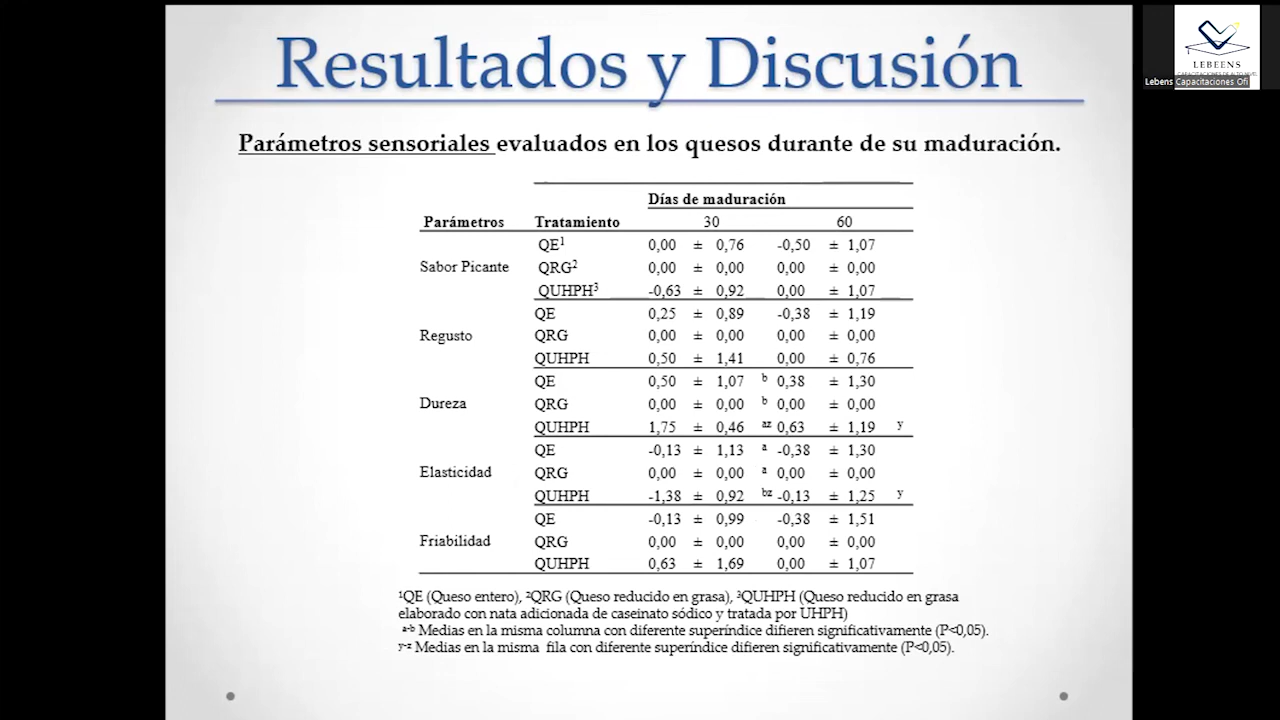 Resultados y Discusión
LEBEENS
Lebens Capacitaciones Ofi
Parámetros sensoriales evaluados en los quesos durante de su maduración.
Días de maduración
Parámetros Tratamiento 30 60
QE¹ 0,00 ± 0,76 -0,50 ± 1,07
Sabor Picante QRG² 0,00 ± 0,00 0,00 ± 0,00
QUHPH³ -0,63 ± 0,92 0,00 ± 1,07
QE 0,25 ± 0,89 -0,38 ± 1,19
Regusto QRG 0,00 ± 0,00 0,00 ± 0,00
QUHPH 0,50 ± 1,41 0,00 ± 0,76
QE 0,50 ± 1,07 ᵇ 0,38 ± 1,30
Dureza QRG 0,00 ± 0,00 ᵇ 0,00 ± 0,00
QUHPH 1,75 ± 0,46 ᵃᶻ 0,63 ± 1,19 ʸ
QE -0,13 ± 1,13 ᵃ -0,38 ± 1,30
Elasticidad QRG 0,00 ± 0,00 ᵃ 0,00 ± 0,00
QUHPH -1,38 ± 0,92 ᵇᶻ -0,13 ± 1,25 ʸ
QE -0,13 ± 0,99 -0,38 ± 1,51
Friabilidad QRG 0,00 ± 0,00 0,00 ± 0,00
QUHPH 0,63 ± 1,69 0,00 ± 1,07
¹QE (Queso entero), ²QRG (Queso reducido en grasa), ³QUHPH (Queso reducido en grasa
elaborado con nata adicionada de caseinato sódico y tratada por UHPH)
ᵃ⁻ᵇ Medias en la misma columna con diferente superíndice difieren significativamente (P<0,05).
ʸ⁻ᶻ Medias en la misma fila con diferente superíndice difieren significativamente (P<0,05).